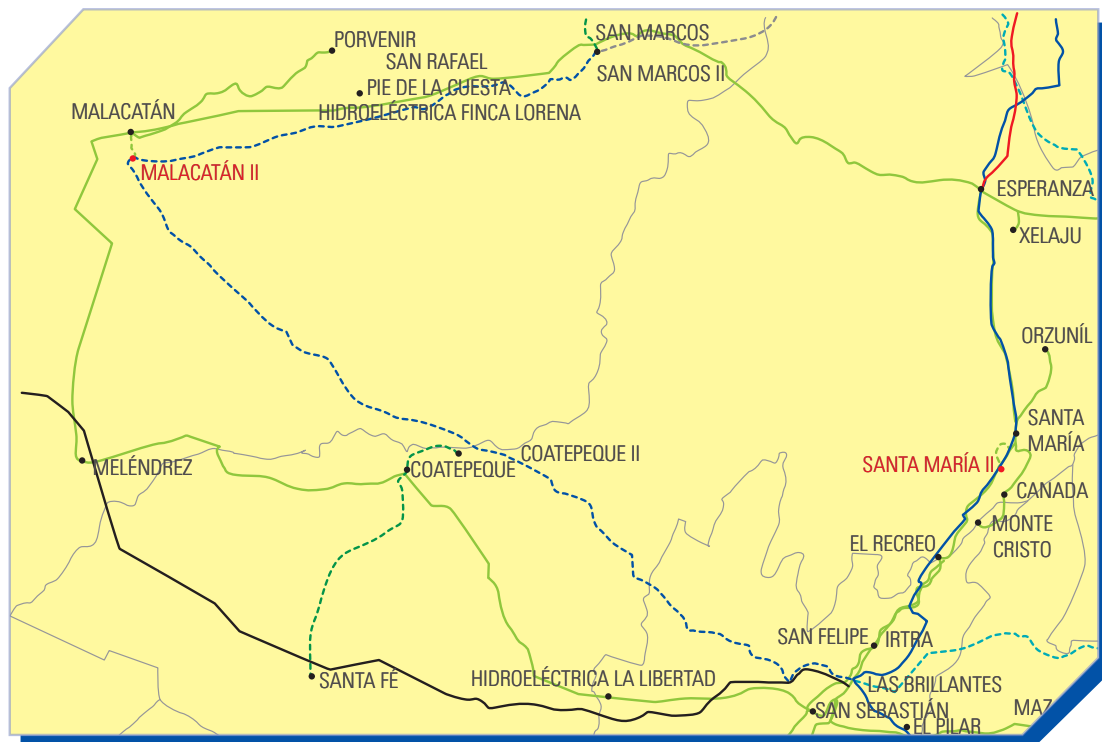 PORVENIR
SAN MARCOS
SAN RAFAEL
SAN MARCOS II
PIE DE LA CUESTA
MALACATÁN
HIDROELÉCTRICA FINCA LORENA
MALACATÁN II
ESPERANZA
XELAJU
ORZUNÍL
SANTA
MARÍA
COATEPEQUE II
MELÉNDREZ
COATEPEQUE
SANTA MARÍA II
CANADA
MONTE
CRISTO
EL RECREO
SAN FELIPE
IRTRA
HIDROELÉCTRICA LA LIBERTAD
SANTA FÉ
LAS BRILLANTES
SAN SEBASTIÁN
MAZ
EL PILAR